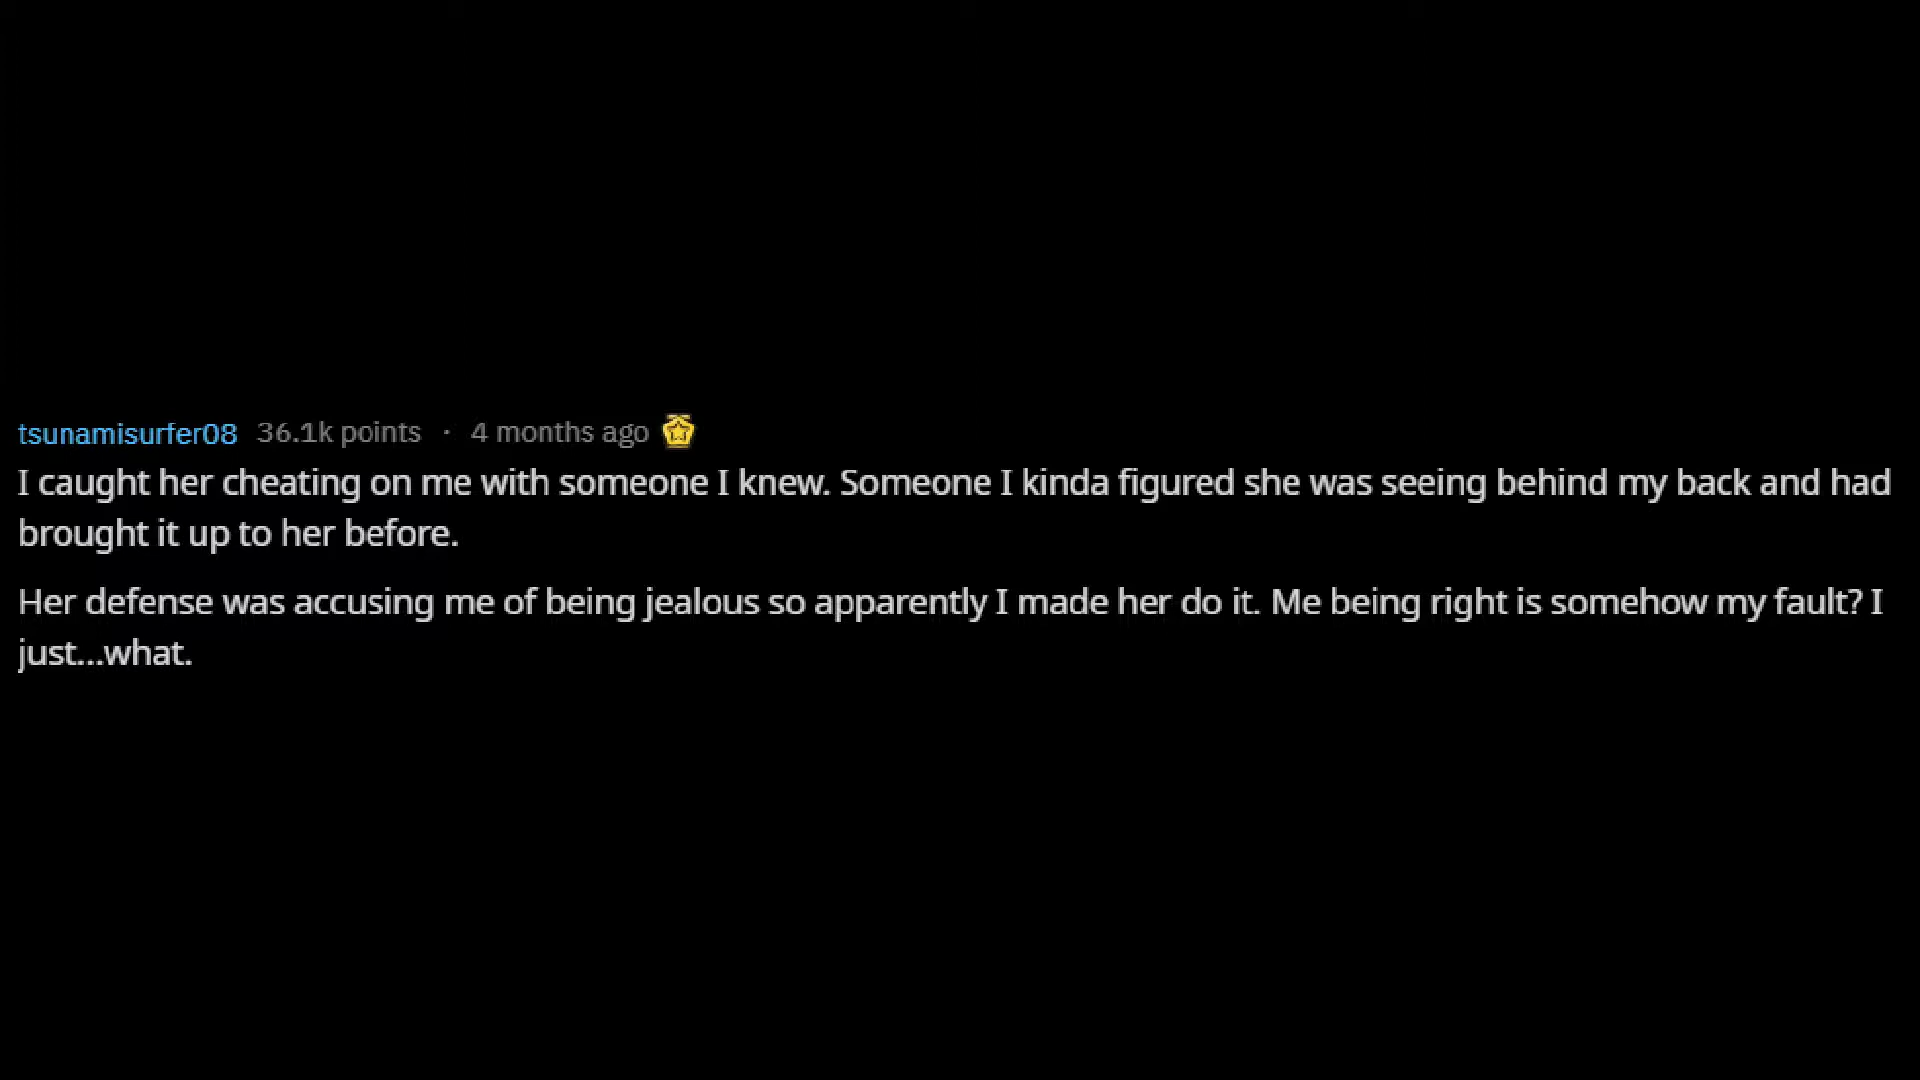 tsunamisurfer08 36.1k points · 4 months ago
I caught her cheating on me with someone I knew. Someone I kinda figured she was seeing behind my back and had
brought it up to her before.
Her defense was accusing me of being jealous so apparently I made her do it. Me being right is somehow my fault? I
just...what.